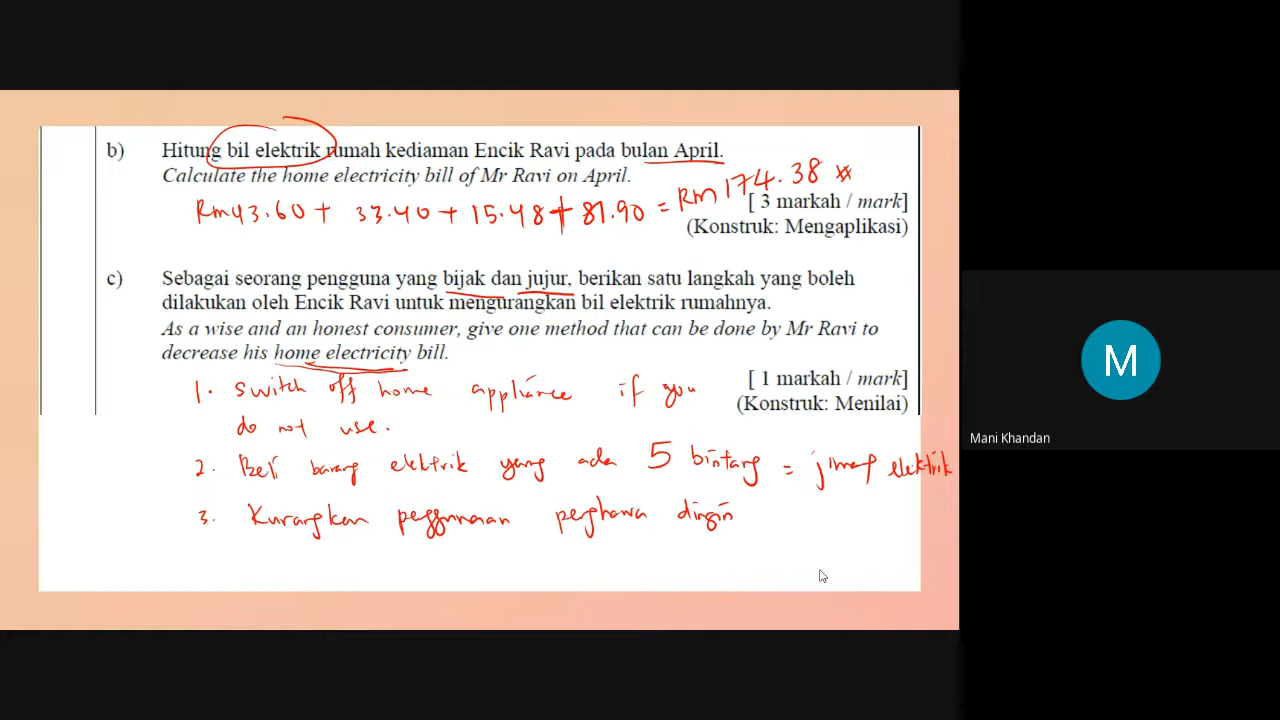 b) Hitung bil elektrik rumah kediaman Encik Ravi pada bulan April.
Calculate the home electricity bill of Mr Ravi on April.
RM43.60 + 33.40 + 15.48 + 81.90 = RM174.38
[ 3 markah / mark]
(Konstruk: Mengaplikasi)
c) Sebagai seorang pengguna yang bijak dan jujur, berikan satu langkah yang boleh
dilakukan oleh Encik Ravi untuk mengurangkan bil elektrik rumahnya.
As a wise and an honest consumer, give one method that can be done by Mr Ravi to
decrease his home electricity bill.
[ 1 markah / mark]
(Konstruk: Menilai)
1. Switch off home appliance if you
do not use.
2. Beli barang elektrik yang ada 5 bintang = jimat elektrik
3. Kurangkan penggunaan penghawa dingin
M
Mani Khandan